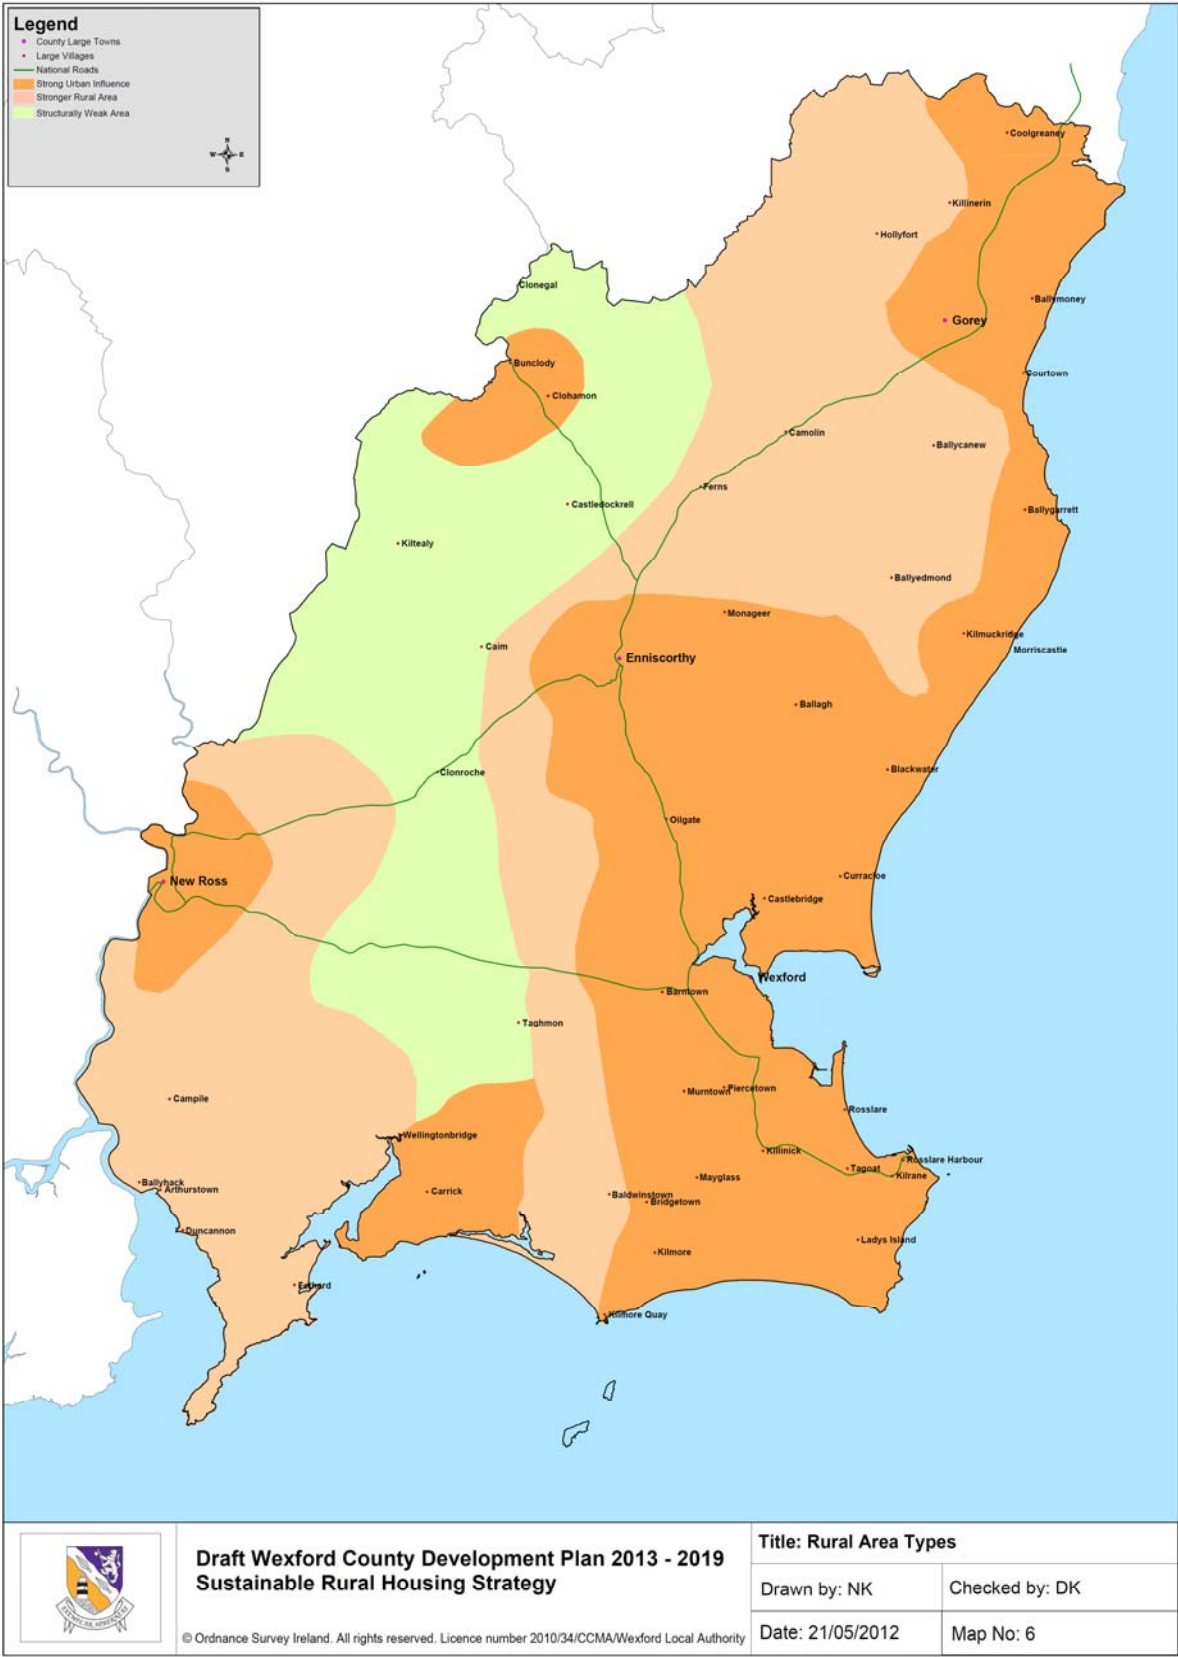 Legend
County Large Towns
Large Villages
National Roads
Strong Urban Influence
Stronger Rural Area
Structurally Weak Area
N
W E
S
Coolgreaney
Killinerin
Hollyfort
Clonegal
Ballymoney
Gorey
Bunclody
Courtown
Clohamon
Camolin
Ballycanew
Ferns
Castledockrell
Ballygarrett
Kiltealy
Ballyedmond
Monageer
Kilmuckridge
Caim
Morriscastle
Enniscorthy
Ballagh
Blackwater
Clonroche
Oilgate
Curracloe
New Ross
Castlebridge
Wexford
Barntown
Taghmon
Murntown
Piercetown
Campile
Rosslare
Wellingtonbridge
Killinick
Rosslare Harbour
Tagoat
Kilrane
Mayglass
Ballyhack
Arthurstown
Carrick
Baldwinstown
Bridgetown
Duncannon
Ladys Island
Kilmore
Kilmore Quay
Draft Wexford County Development Plan 2013 - 2019
Sustainable Rural Housing Strategy
© Ordnance Survey Ireland. All rights reserved. Licence number 2010/34/CCMA/Wexford Local Authority
Title: Rural Area Types
Drawn by: NK
Checked by: DK
Date: 21/05/2012
Map No: 6